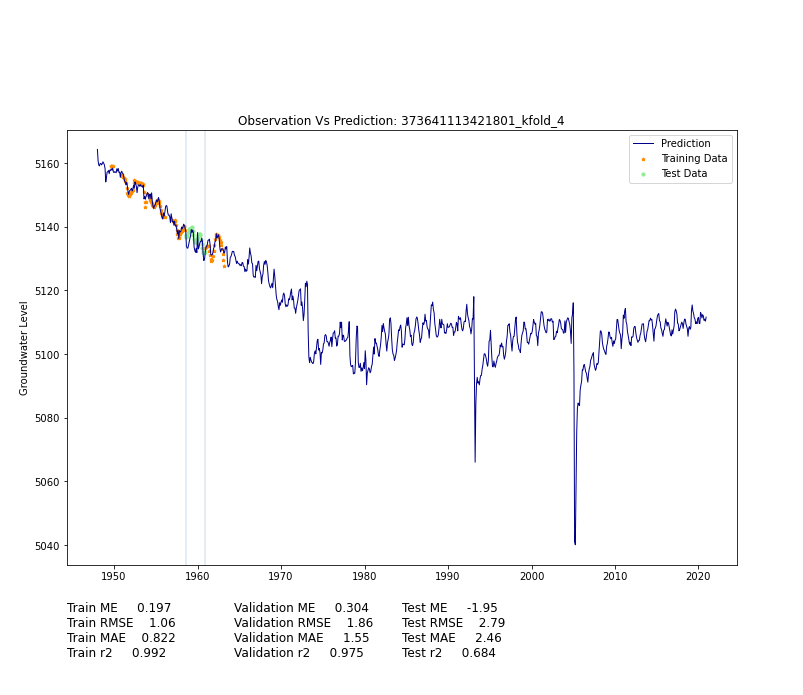 Observation Vs Prediction: 373641113421801_kfold_4
Prediction
Training Data
Test Data
Groundwater Level
5160
5140
5120
5100
5080
5060
5040
1950 1960 1970 1980 1990 2000 2010 2020
Train ME 0.197 Validation ME 0.304 Test ME -1.95
Train RMSE 1.06 Validation RMSE 1.86 Test RMSE 2.79
Train MAE 0.822 Validation MAE 1.55 Test MAE 2.46
Train r2 0.992 Validation r2 0.975 Test r2 0.684